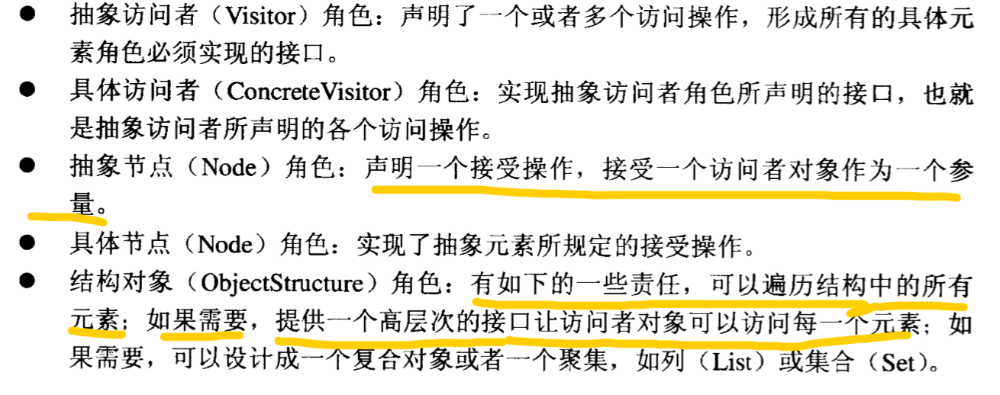 ● 抽象访问者（Visitor）角色：声明了一个或者多个访问操作，形成所有的具体元
素角色必须实现的接口。
● 具体访问者（ConcreteVisitor）角色：实现抽象访问者角色所声明的接口，也就
是抽象访问者所声明的各个访问操作。
● 抽象节点（Node）角色：声明一个接受操作，接受一个访问者对象作为一个参
量。
● 具体节点（Node）角色：实现了抽象元素所规定的接受操作。
● 结构对象（ObjectStructure）角色：有如下的一些责任，可以遍历结构中的所有
元素；如果需要，提供一个高层次的接口让访问者对象可以访问每一个元素；如
果需要，可以设计成一个复合对象或者一个聚集，如列（List）或集合（Set）。